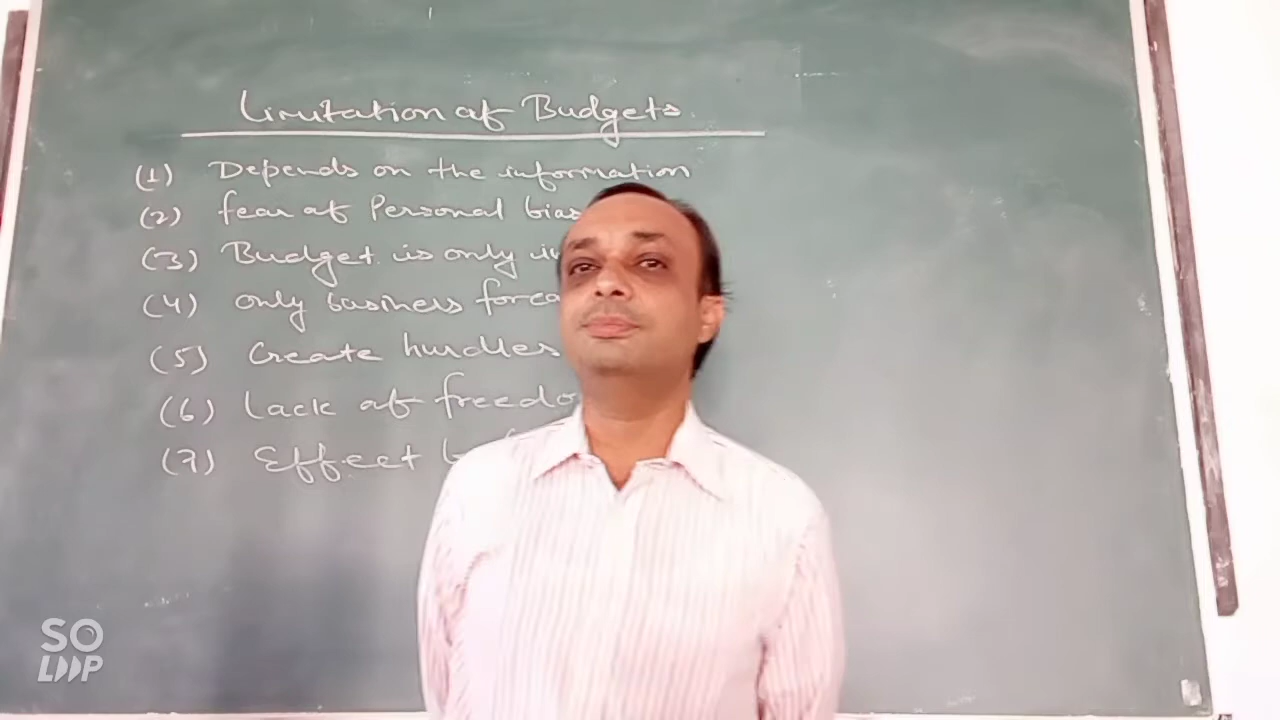 Limitation of Budgets
(1) Depends on the information
(2) fear of Personal bias
(3) Budget is only
(4) only business
(5) Create hurdles
(6) Lack of
(7) Effect
SO
LOOP